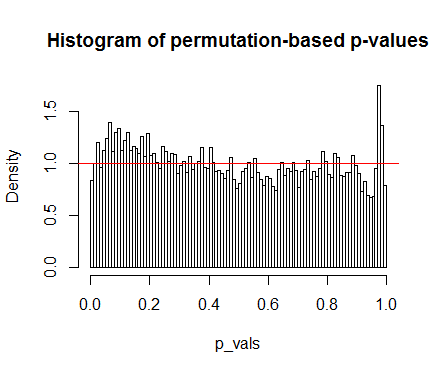 Histogram of permutation-based p-values
Density
1.5
1.0
0.5
0.0
0.0 0.2 0.4 0.6 0.8 1.0
p_vals